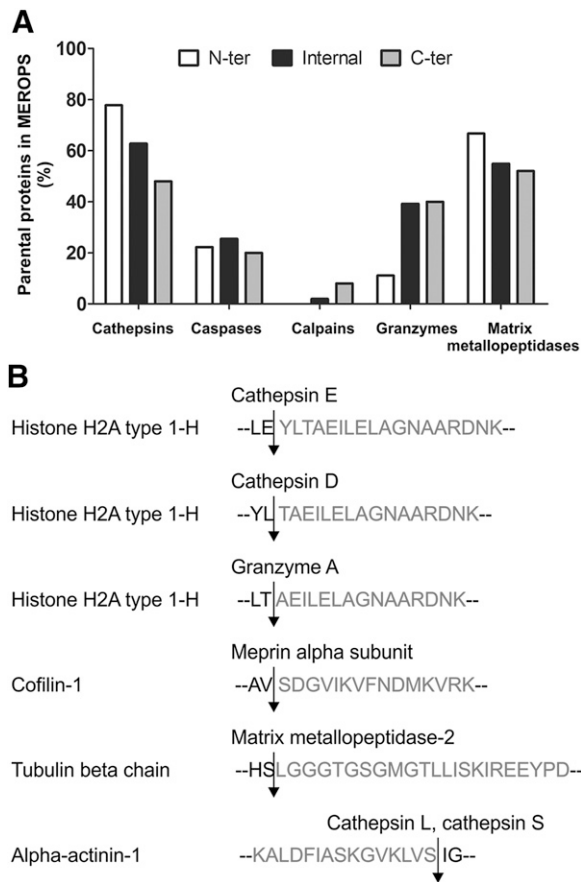 A
N-ter Internal C-ter
Parental proteins in MEROPS
(%)
100
80
60
40
20
0
Cathepsins Caspases Calpains Granzymes Matrix
metallopeptidases
B
Cathepsin E
Histone H2A type 1-H --LE YLTAEILELAGNAARDNK--
Cathepsin D
Histone H2A type 1-H --YL TAEILELAGNAARDNK--
Granzyme A
Histone H2A type 1-H --LT AEILELAGNAARDNK--
Meprin alpha subunit
Cofilin-1 --AV SDGVIKVFNDMKVRK--
Matrix metallopeptidase-2
Tubulin beta chain --HS LGGGTGSGMGTLLISKIREEYPD--
Cathepsin L, cathepsin S
Alpha-actinin-1 --KALDFIASKGVKLVS IG--